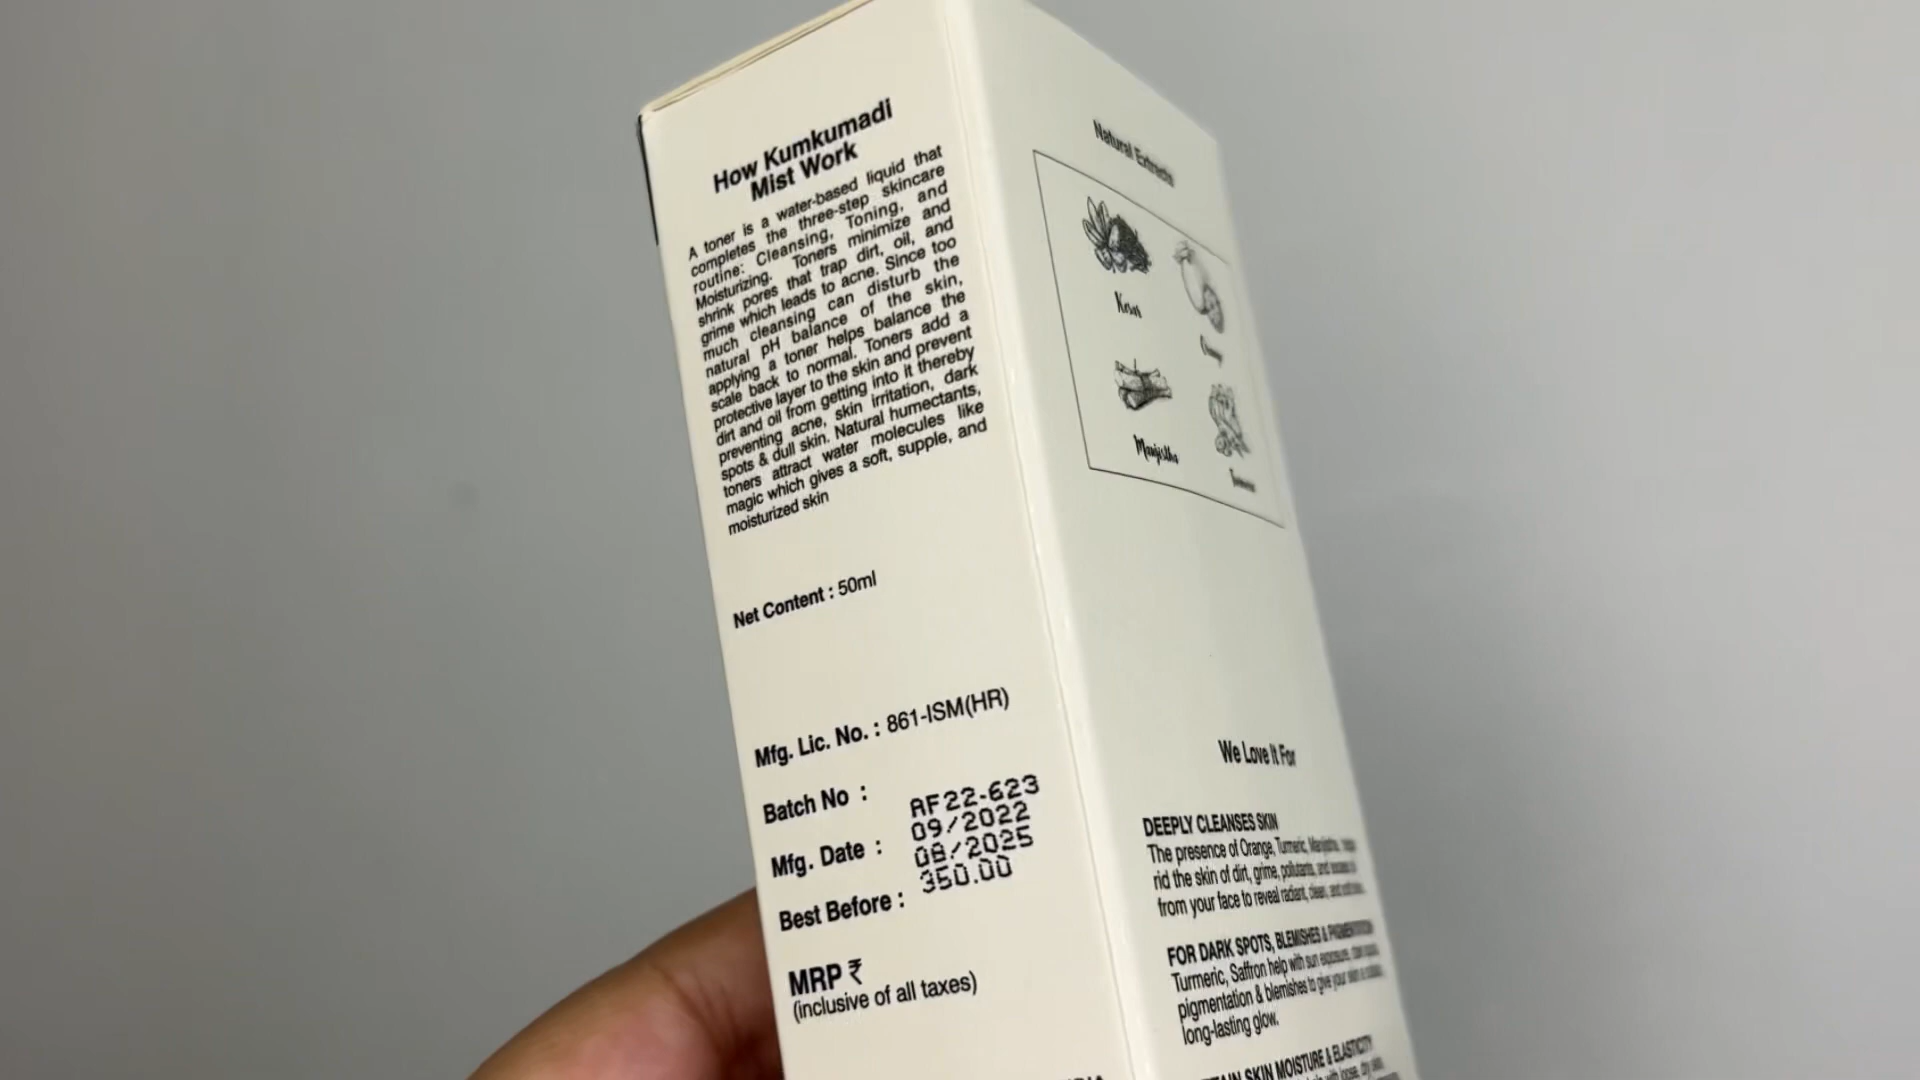 How Kumkumadi
Mist Work
A toner is a water-based liquid that
completes the three-step skincare
routine: Cleansing, Toning, and
Moisturizing. Toners minimize and
shrink pores that trap dirt, oil, and
grime which leads to acne. Since too
much cleansing can disturb the
natural pH balance of the skin,
applying a toner helps balance the
scale back to normal. Toners add a
protective layer to the skin and prevent
dirt and oil from getting into it thereby
preventing acne, skin irritation, dark
spots & dull skin. Natural humectants,
toners attract water molecules like
magic which gives a soft, supple, and
moisturized skin
Net Content : 50ml
Mfg. Lic. No. : 861-ISM(HR)
Batch No :
Mfg. Date :
Best Before :
AF22-623
09/2022
08/2025
350.00
MRP ₹
(inclusive of all taxes)
Natural Extracts
Manjistha
We Love It For
DEEPLY CLEANSES SKIN
The presence of Orange, Turmeric, Manjistha,
rid the skin of dirt, grime, pollutants, and
from your face to reveal radiant, clean, and
FOR DARK SPOTS, BLEMISHES & PIGMENTATION
Turmeric, Saffron help with sun exposure,
pigmentation & blemishes to give your skin a
long-lasting glow.
SKIN MOISTURE & ELASTICITY